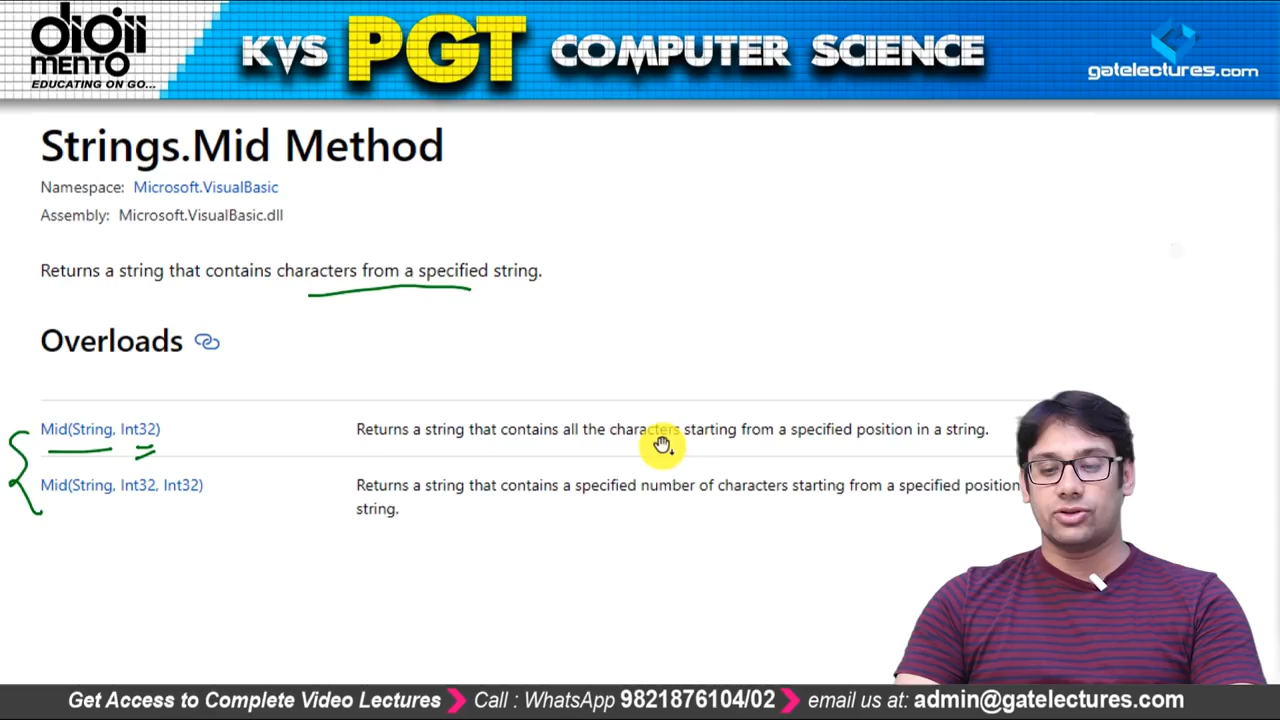 digii
MENTO
EDUCATING ON GO...
KVS PGT COMPUTER SCIENCE
gatelectures.com
Strings.Mid Method
Namespace: Microsoft.VisualBasic
Assembly: Microsoft.VisualBasic.dll
Returns a string that contains characters from a specified string.
Overloads
Mid(String, Int32) Returns a string that contains all the characters starting from a specified position in a string.
Mid(String, Int32, Int32) Returns a string that contains a specified number of characters starting from a specified position
string.
Get Access to Complete Video Lectures Call : WhatsApp 9821876104/02 email us at: admin@gatelectures.com